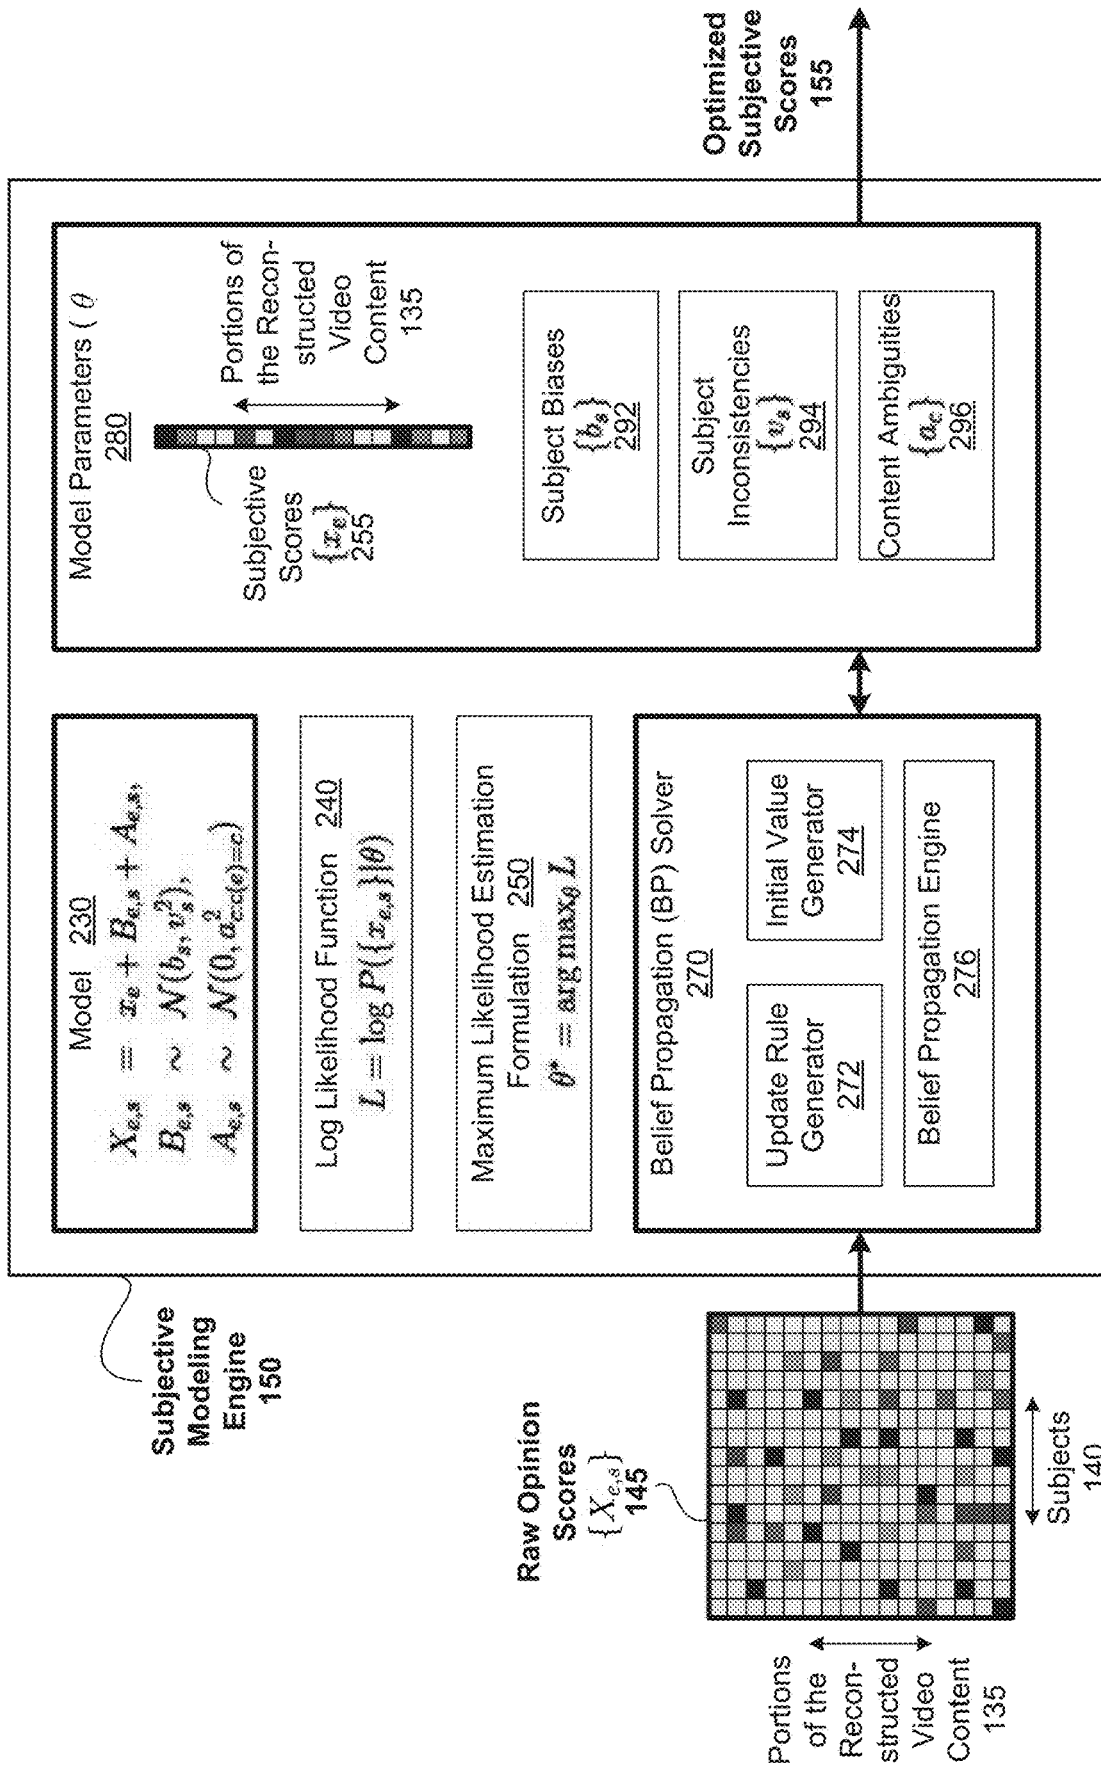 Subjective
Modeling
Engine
150
Raw Opinion
Scores
{X_{e,s}}
145
Portions
of the
Recon-
structed
Video
Content
135
Subjects
140
Model 230
X_{e,s} = x_e + B_{e,s} + A_{e,s},
B_{e,s} ~ N(b_s, v_s^2),
A_{e,s} ~ N(0, a_{c:c(e)=c}^2)
Log Likelihood Function 240
L = log P({x_{e,s}}|θ)
Maximum Likelihood Estimation
Formulation 250
θ* = arg max_θ L
Belief Propagation (BP) Solver
270
Update Rule
Generator
272
Initial Value
Generator
274
Belief Propagation Engine
276
Model Parameters ( θ
280
Subjective
Scores
{x_e}
255
Portions of
the Recon-
structed
Video
Content
135
Subject Biases
{b_s}
292
Subject
Inconsistencies
{v_s}
294
Content Ambiguities
{a_c}
296
Optimized
Subjective
Scores
155